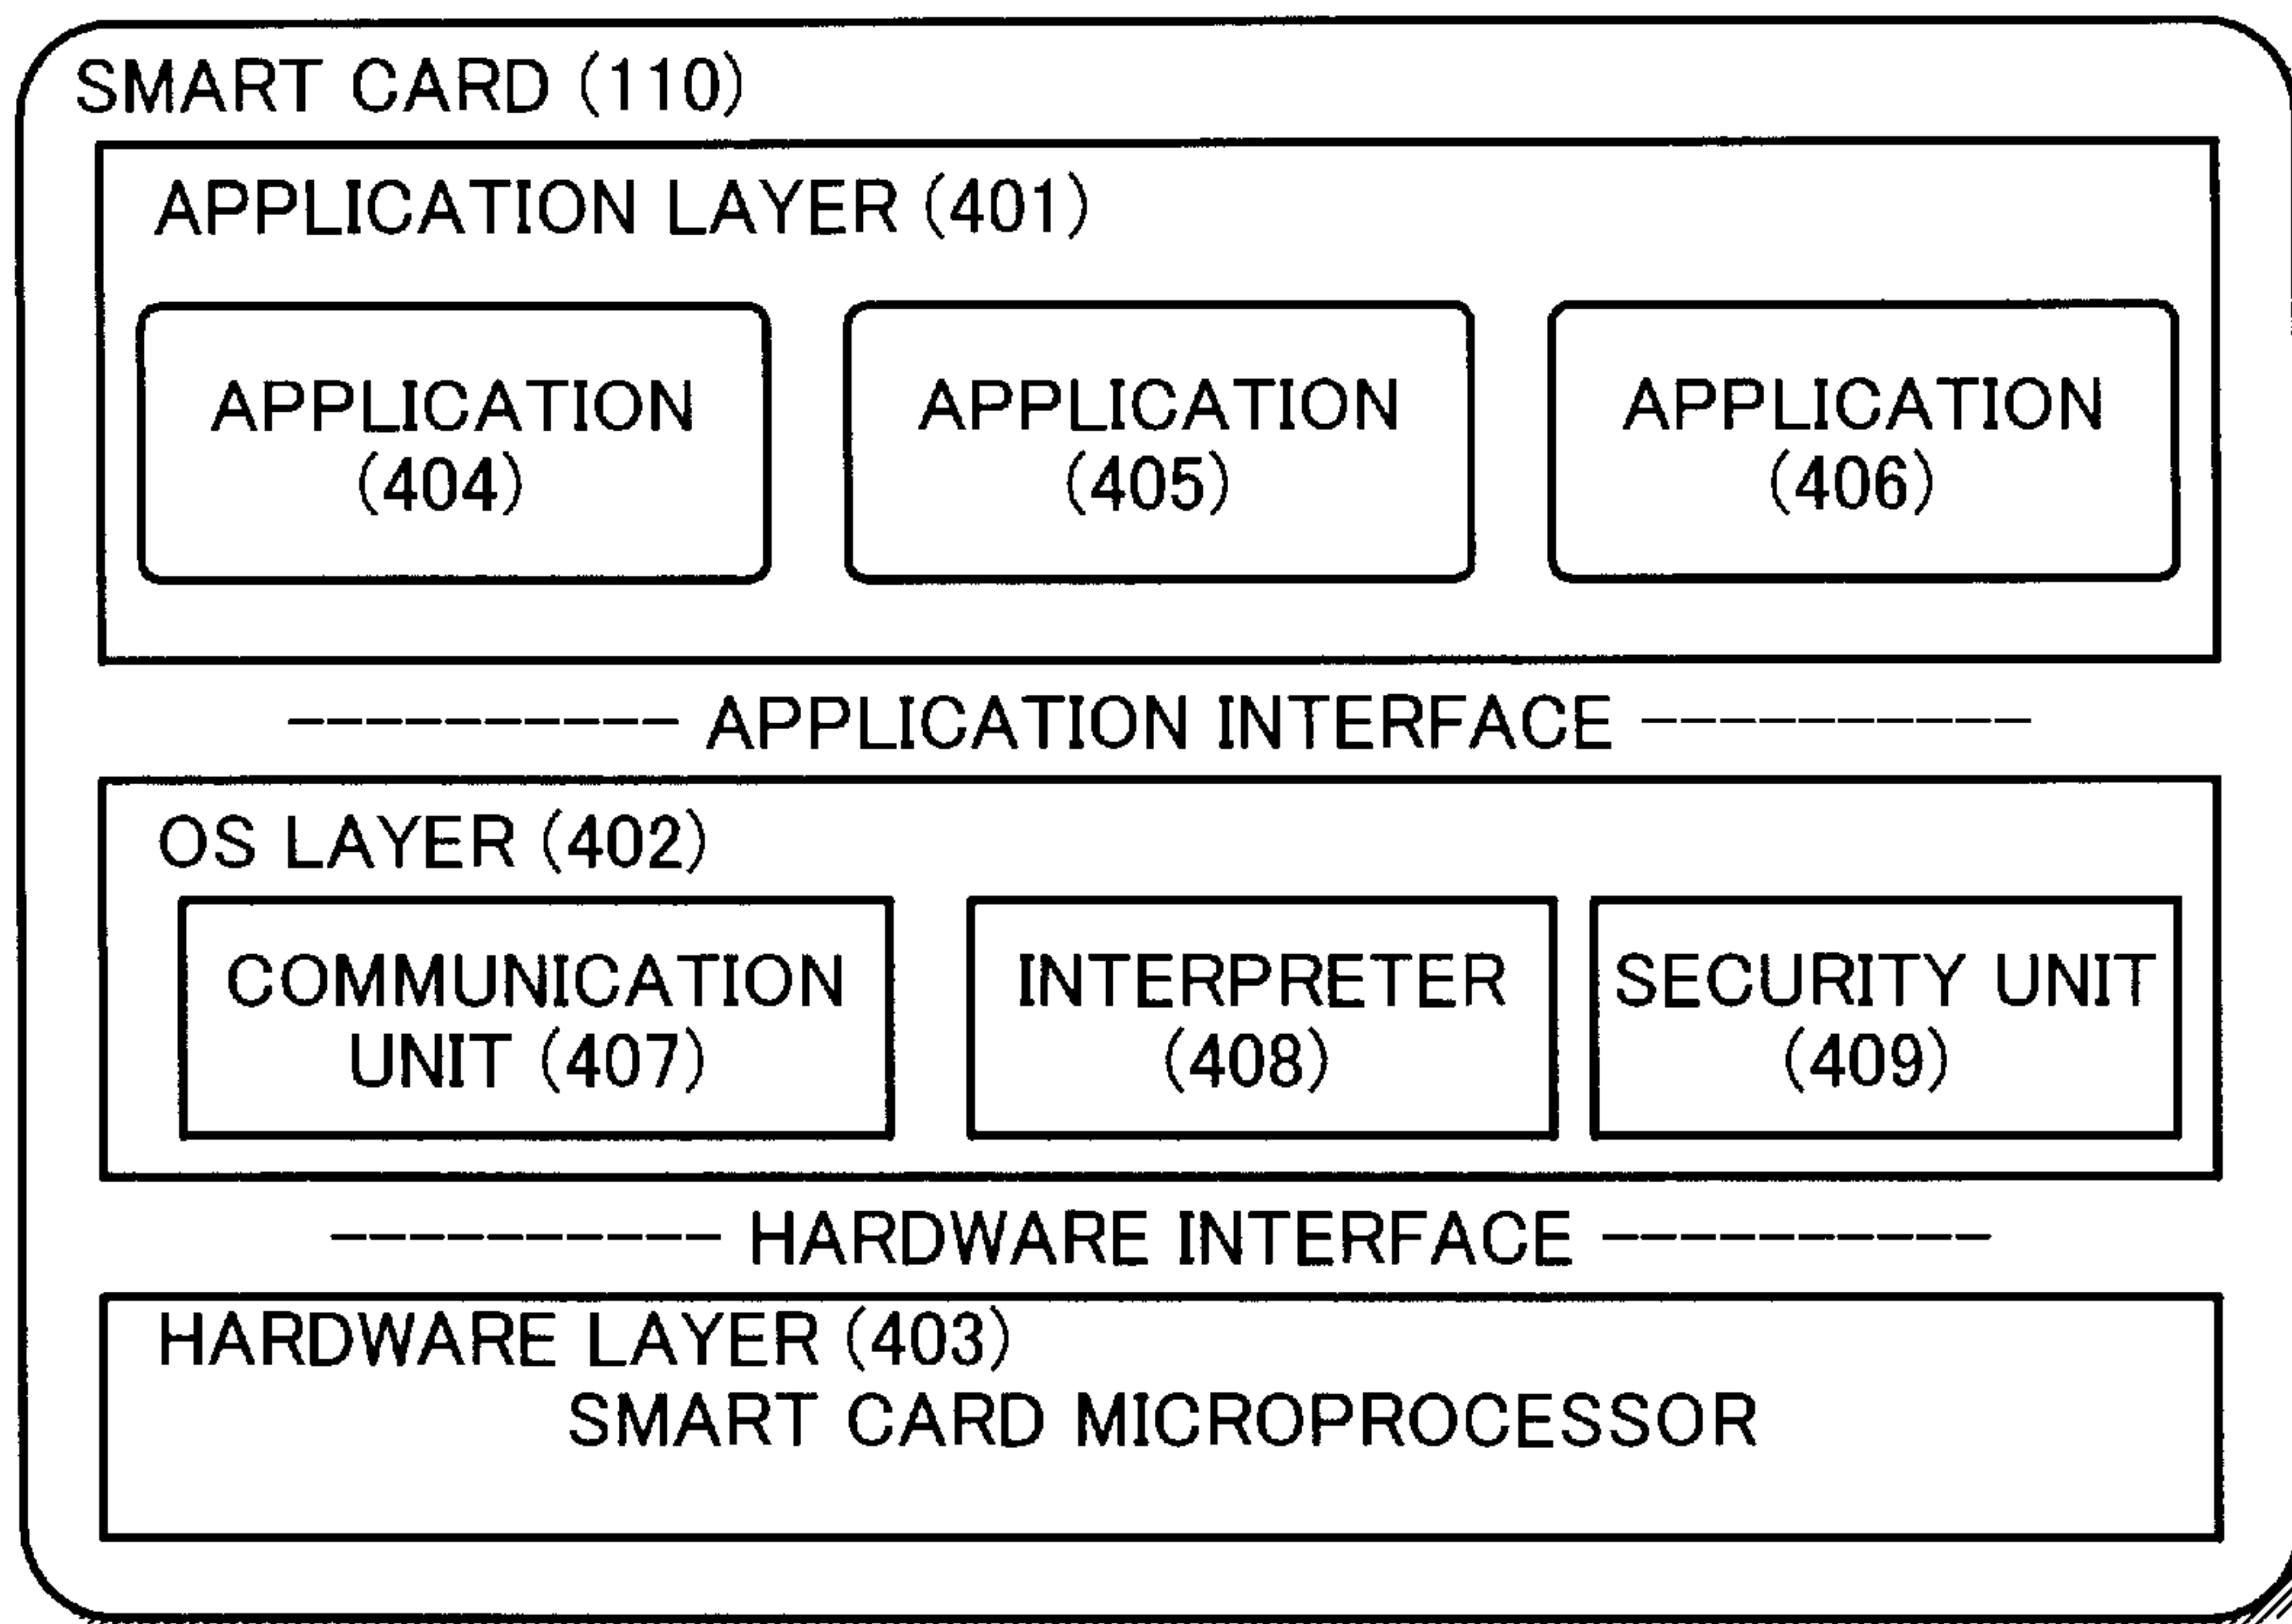 SMART CARD (110)
APPLICATION LAYER (401)
APPLICATION
(404)
APPLICATION
(405)
APPLICATION
(406)
APPLICATION INTERFACE
OS LAYER (402)
COMMUNICATION
UNIT (407)
INTERPRETER
(408)
SECURITY UNIT
(409)
HARDWARE INTERFACE
HARDWARE LAYER (403)
SMART CARD MICROPROCESSOR